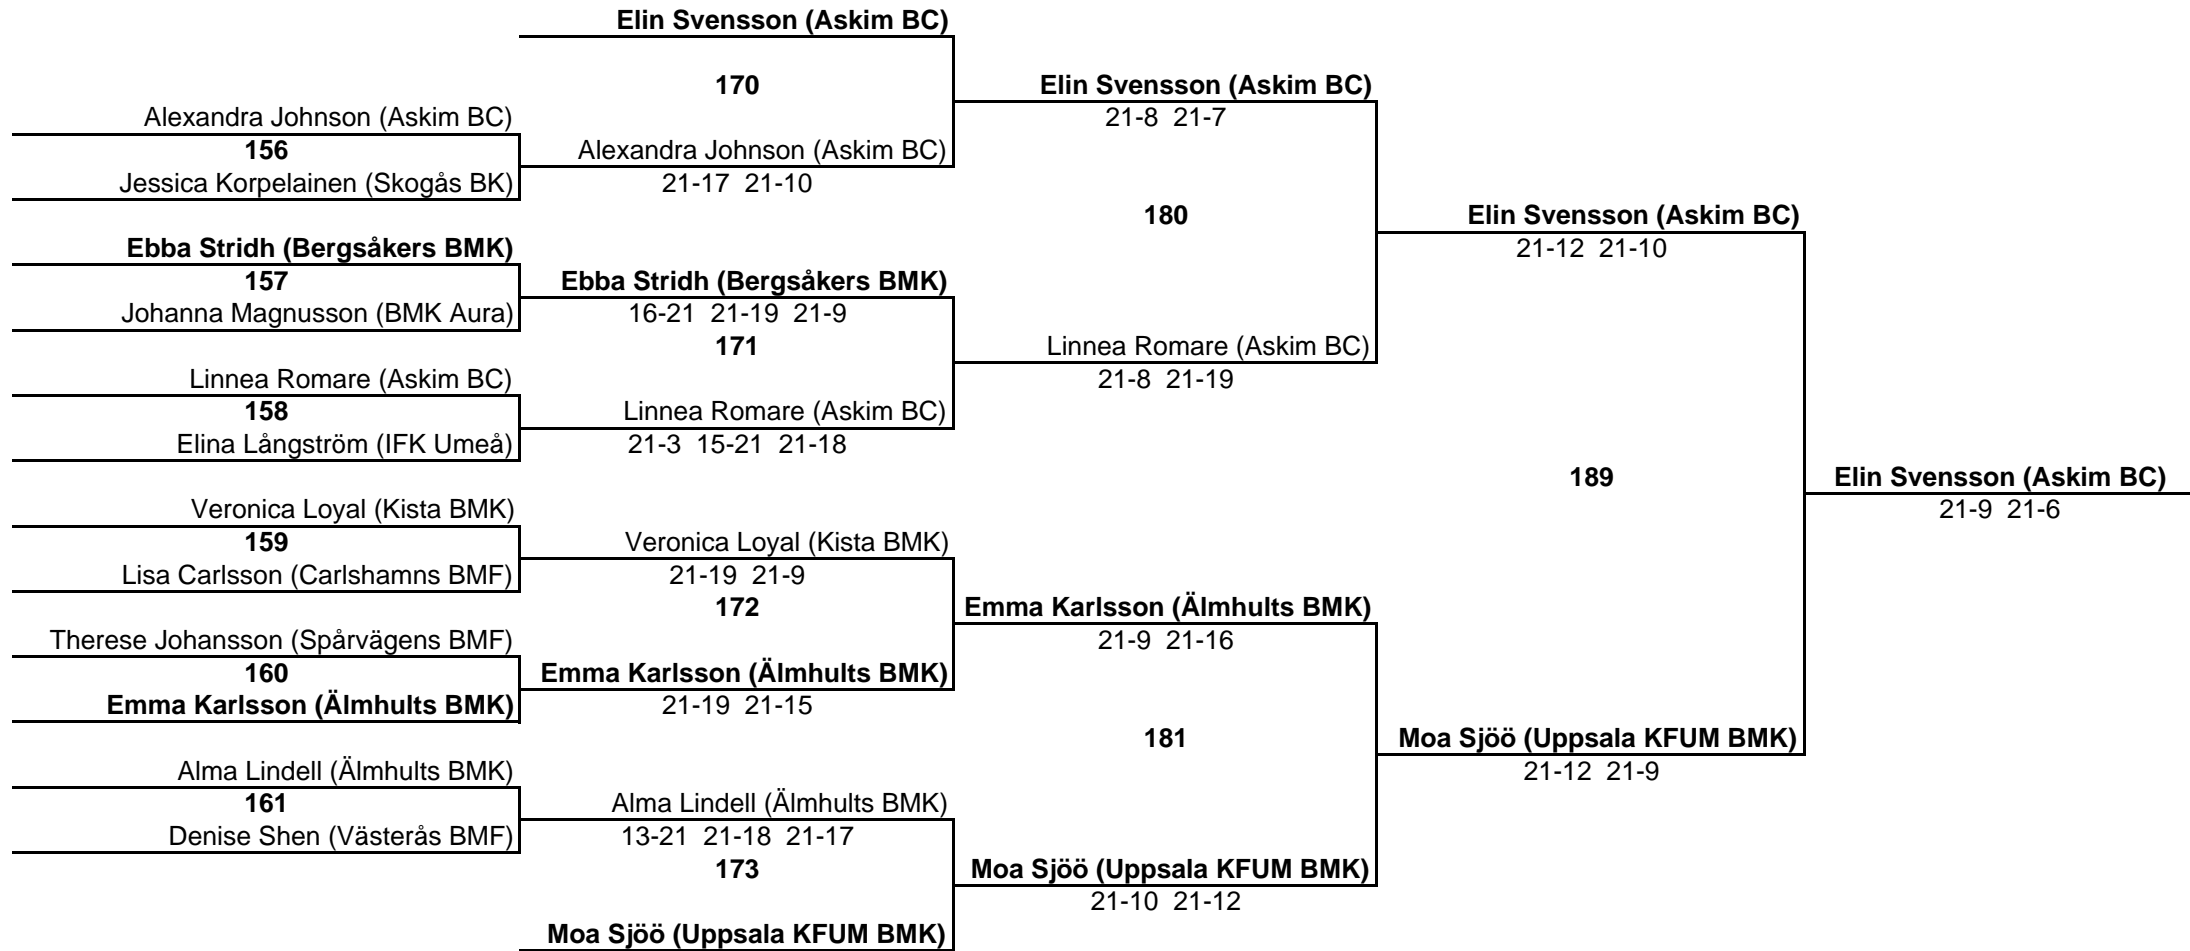 Elin Svensson (Askim BC)
170
Elin Svensson (Askim BC)
Alexandra Johnson (Askim BC)
21-8 21-7
156
Alexandra Johnson (Askim BC)
Jessica Korpelainen (Skogås BK)
21-17 21-10
180
Elin Svensson (Askim BC)
Ebba Stridh (Bergsåkers BMK)
21-12 21-10
157
Ebba Stridh (Bergsåkers BMK)
Johanna Magnusson (BMK Aura)
16-21 21-19 21-9
171
Linnea Romare (Askim BC)
Linnea Romare (Askim BC)
21-8 21-19
158
Linnea Romare (Askim BC)
Elina Långström (IFK Umeå)
21-3 15-21 21-18
189
Elin Svensson (Askim BC)
Veronica Loyal (Kista BMK)
21-9 21-6
159
Veronica Loyal (Kista BMK)
Lisa Carlsson (Carlshamns BMF)
21-19 21-9
172
Emma Karlsson (Älmhults BMK)
Therese Johansson (Spårvägens BMF)
21-9 21-16
160
Emma Karlsson (Älmhults BMK)
Emma Karlsson (Älmhults BMK)
21-19 21-15
181
Moa Sjöö (Uppsala KFUM BMK)
Alma Lindell (Älmhults BMK)
21-12 21-9
161
Alma Lindell (Älmhults BMK)
Denise Shen (Västerås BMF)
13-21 21-18 21-17
173
Moa Sjöö (Uppsala KFUM BMK)
21-10 21-12
Moa Sjöö (Uppsala KFUM BMK)